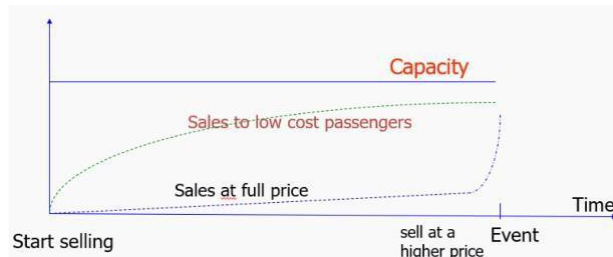 Capacity
Sales to low cost passengers
Sales at full price
Time
Start selling
sell at a
higher price
Event